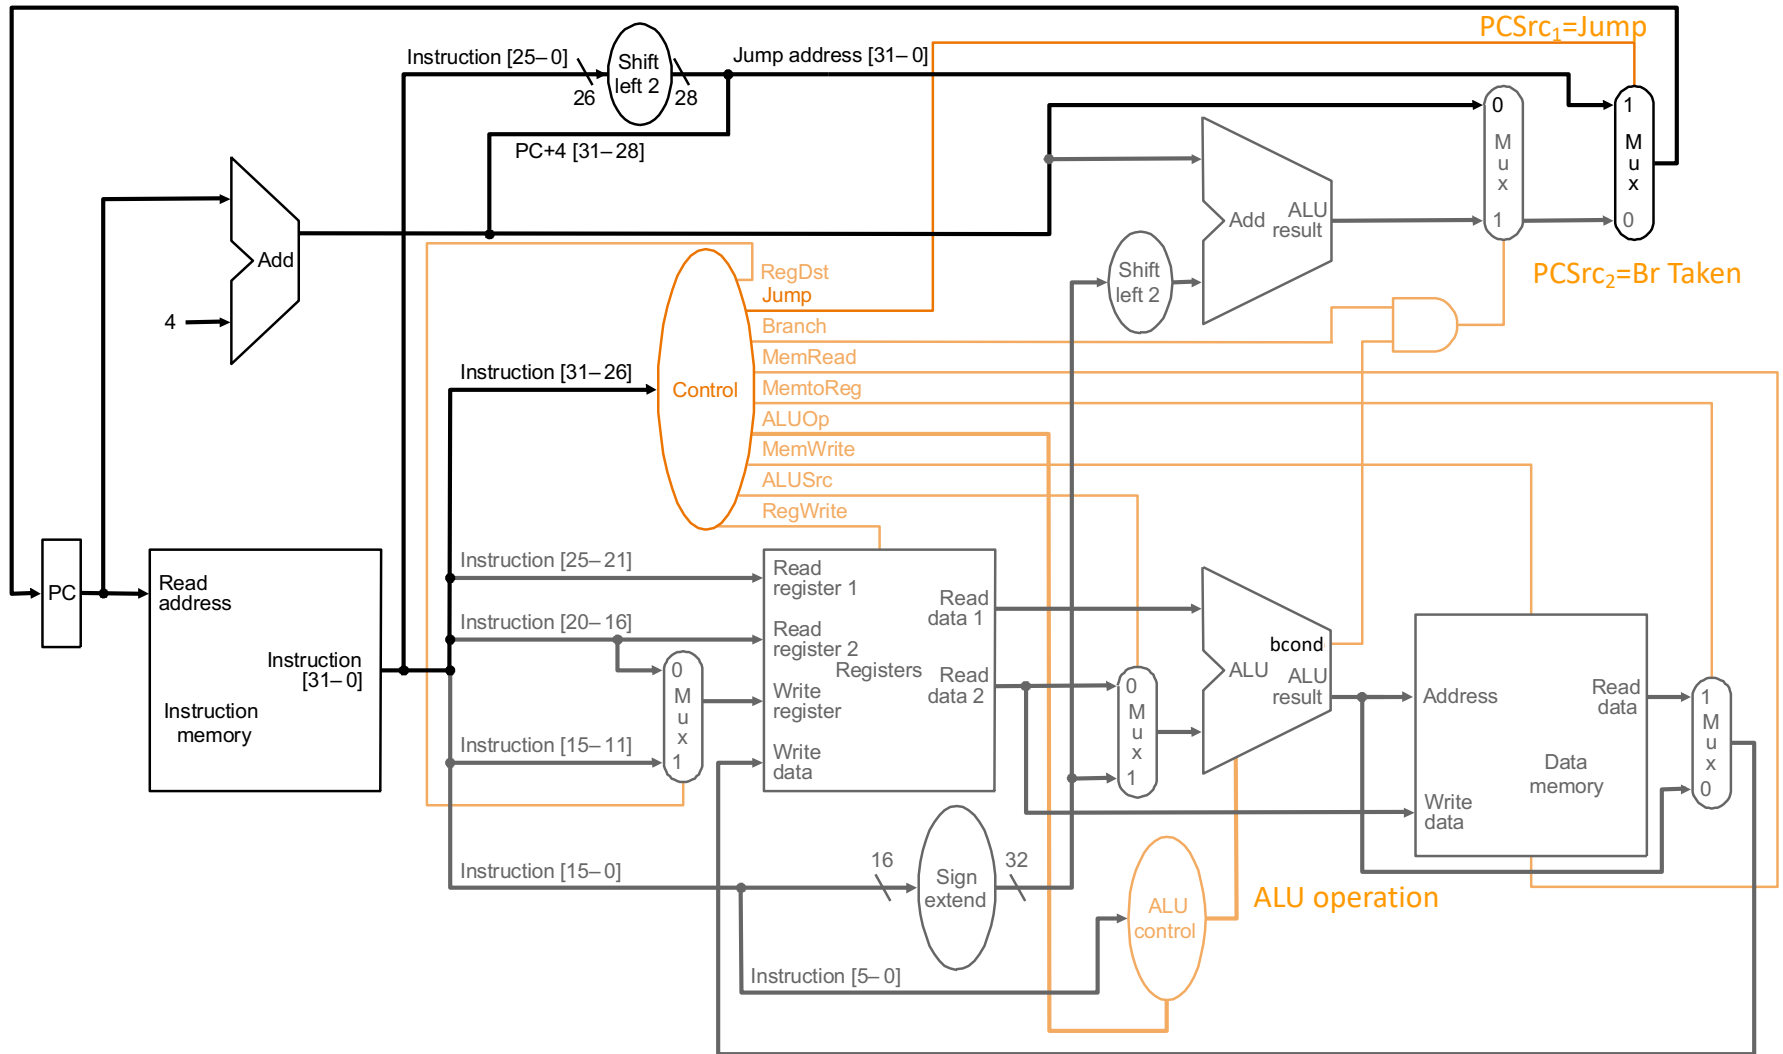 PCSrc1=Jump
Instruction [25–0]
Shift
left 2
Jump address [31–0]
26
28
PC+4 [31–28]
0
M
u
x
1
1
M
u
x
0
Add
ALU
result
Add
4
Shift
left 2
PCSrc2=Br Taken
RegDst
Jump
Branch
MemRead
MemtoReg
ALUOp
MemWrite
ALUSrc
RegWrite
Control
Instruction [31–26]
PC
Read
address
Instruction
[31–0]
Instruction
memory
Instruction [25–21]
Instruction [20–16]
Instruction [15–11]
Instruction [15–0]
Instruction [5–0]
0
M
u
x
1
Read
register 1
Read
register 2
Write
register
Write
data
Registers
Read
data 1
Read
data 2
0
M
u
x
1
bcond
ALU
ALU
result
Address
Write
data
Read
data
Data
memory
1
M
u
x
0
16
Sign
extend
32
ALU
control
ALU operation